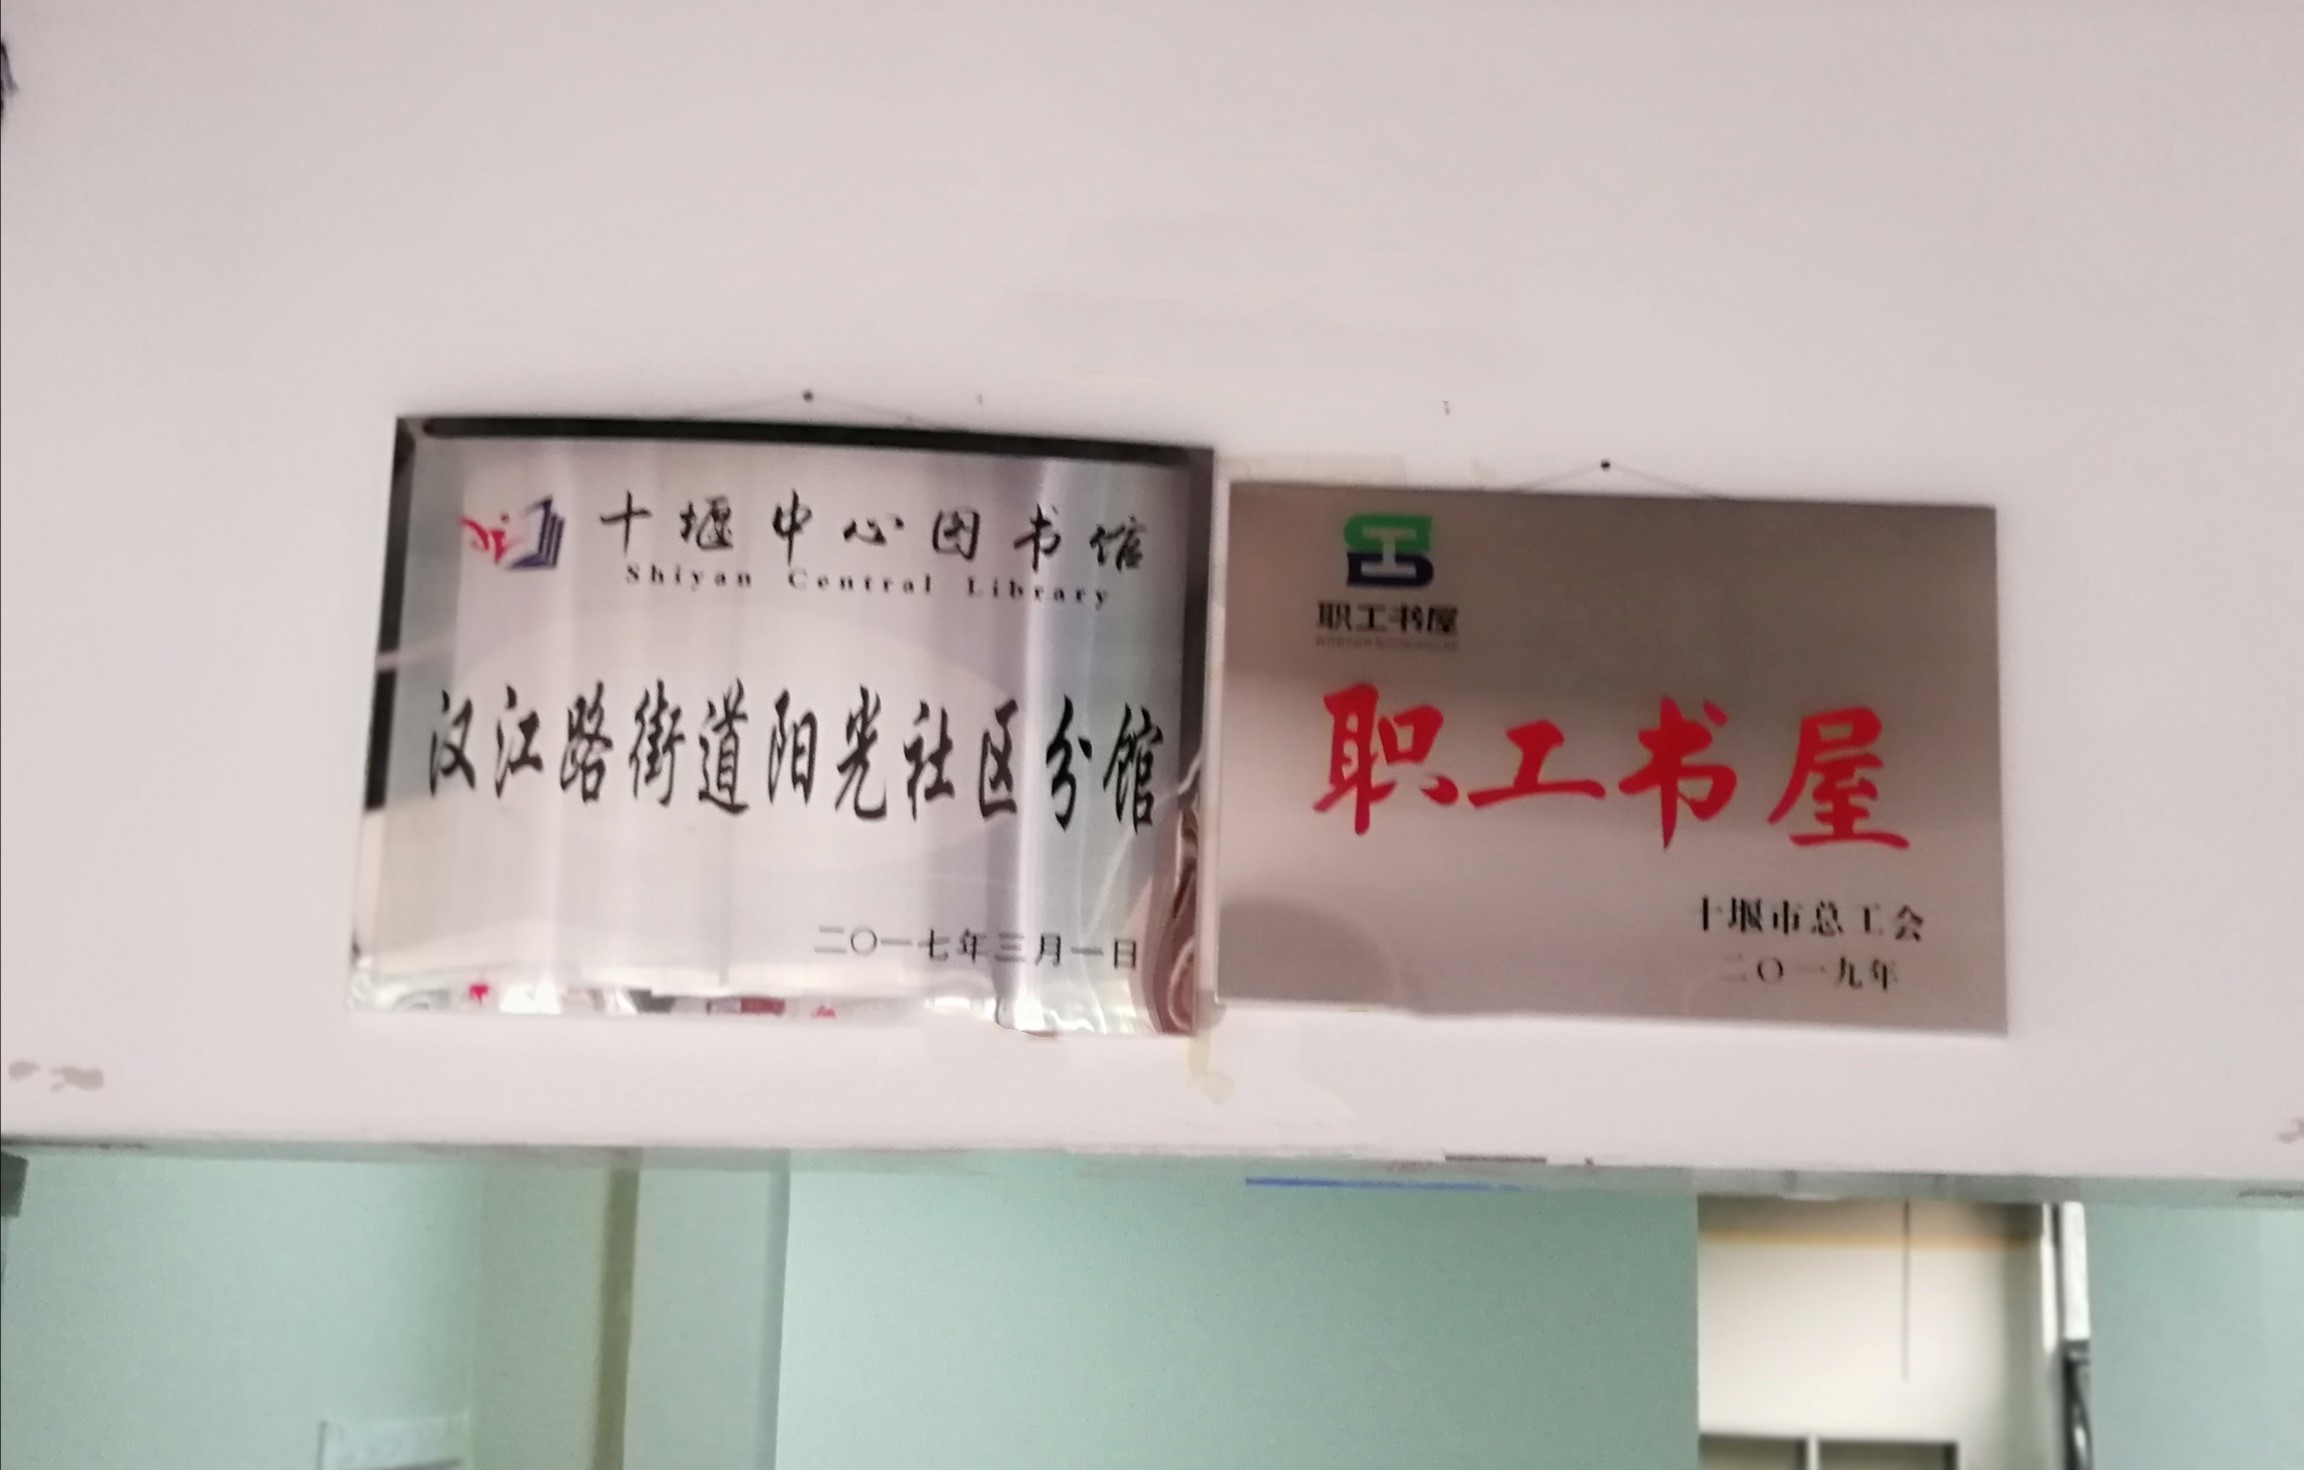 十堰中心图书馆
Shiyan Central Library
汉江路街道阳光社区分馆
二〇一七年三月一日
职工书屋
职工书屋
十堰市总工会
二〇一九年